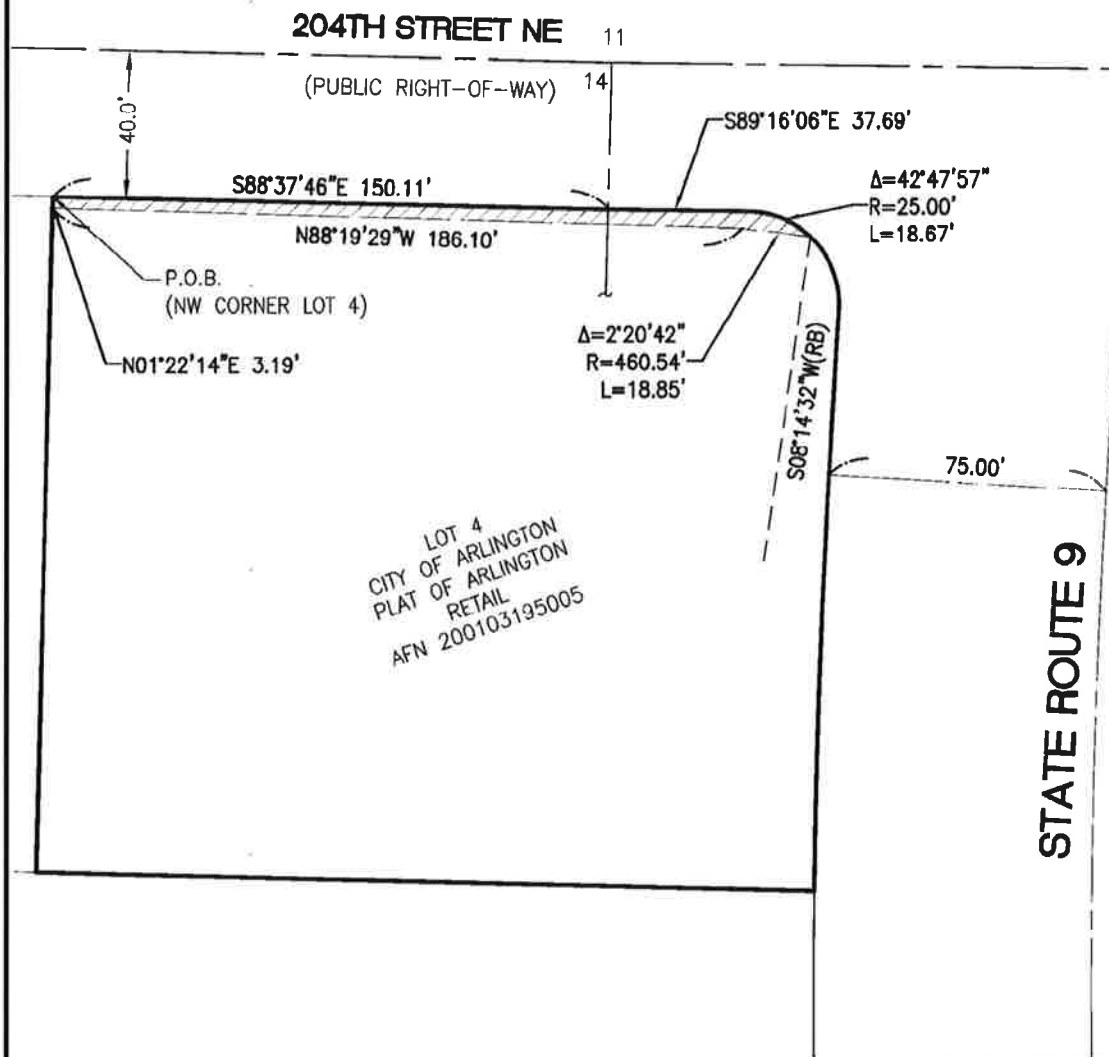 204TH STREET NE
11
(PUBLIC RIGHT-OF-WAY)
14
40.0'
S89°16'06"E 37.69'
S88°37'46"E 150.11'
Δ=42°47'57"
R=25.00'
L=18.67'
N88°19'29"W 186.10'
P.O.B.
(NW CORNER LOT 4)
N01°22'14"E 3.19'
Δ=2°20'42"
R=460.54'
L=18.85'
S08°14'32"W(RB)
75.00'
LOT 4
CITY OF ARLINGTON
PLAT OF ARLINGTON
RETAIL
AFN 200103195005
STATE ROUTE 9